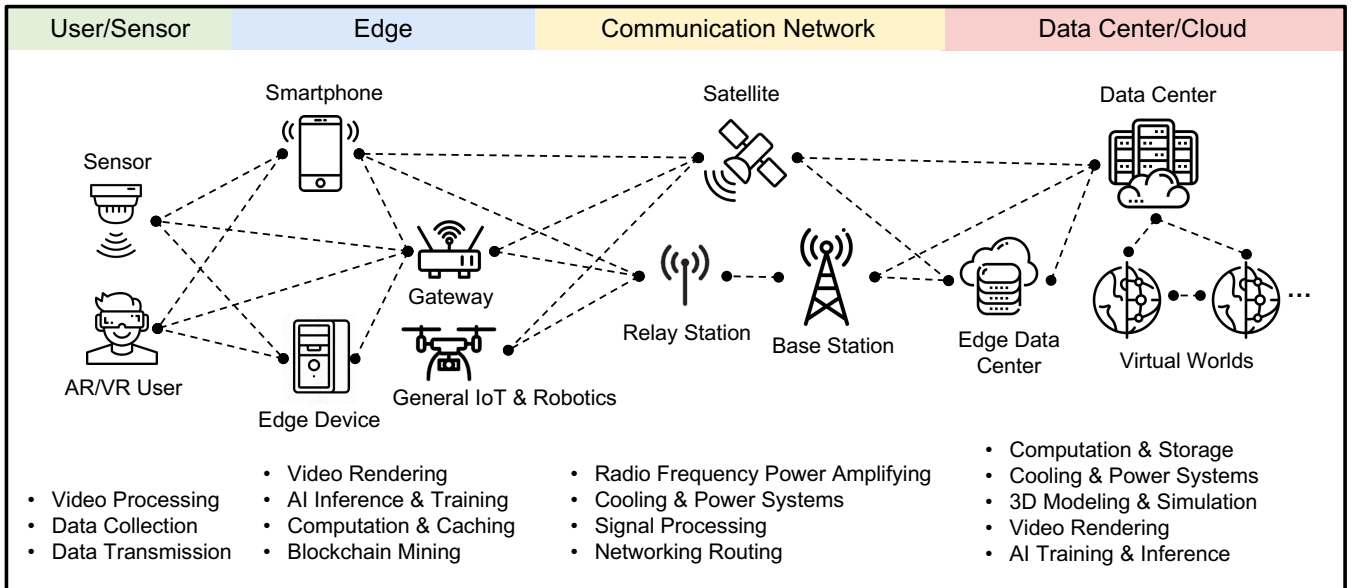 User/Sensor
Edge
Communication Network
Data Center/Cloud
Smartphone
Satellite
Data Center
Sensor
Gateway
Relay Station
Base Station
Edge Data
Center
Virtual Worlds
...
AR/VR User
Edge Device
General IoT & Robotics
• Video Processing
• Data Collection
• Data Transmission
• Video Rendering
• AI Inference & Training
• Computation & Caching
• Blockchain Mining
• Radio Frequency Power Amplifying
• Cooling & Power Systems
• Signal Processing
• Networking Routing
• Computation & Storage
• Cooling & Power Systems
• 3D Modeling & Simulation
• Video Rendering
• AI Training & Inference